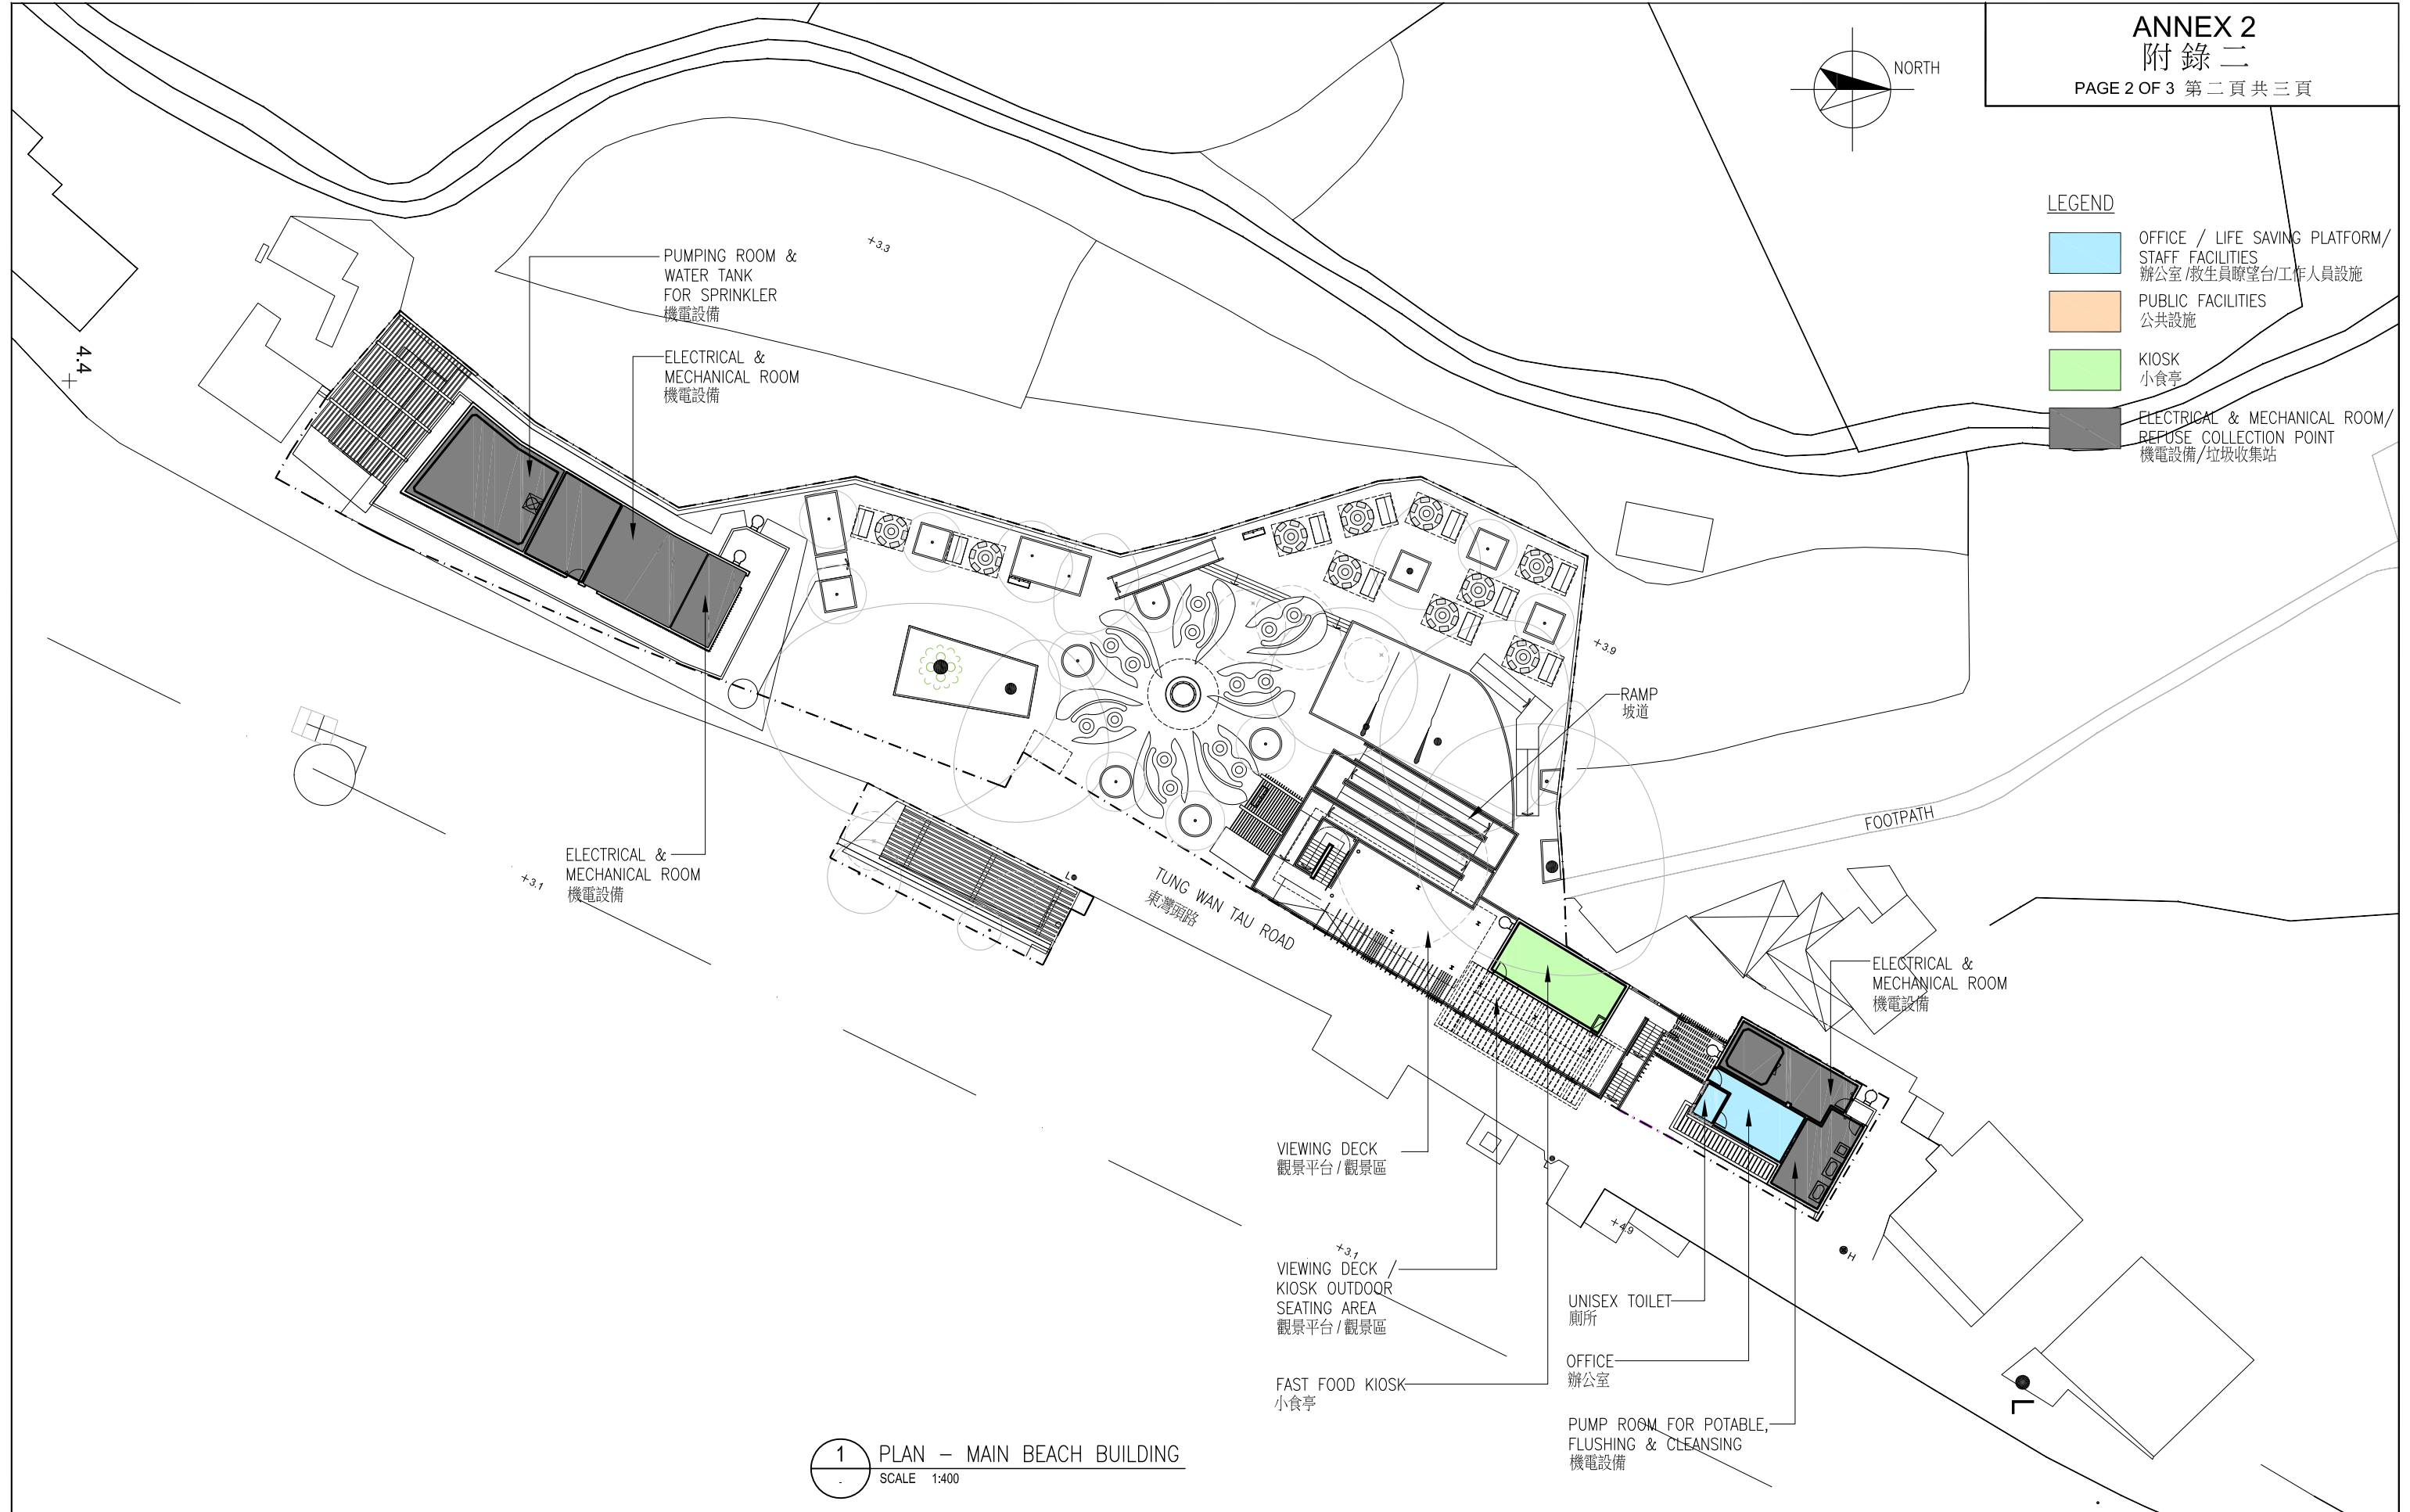 ANNEX 2
附錄二
PAGE 2 OF 3 第二頁共三頁
NORTH
LEGEND
OFFICE / LIFE SAVING PLATFORM/
STAFF FACILITIES
辦公室/救生員瞭望台/工作人員設施
PUBLIC FACILITIES
公共設施
KIOSK
小食亭
ELECTRICAL & MECHANICAL ROOM/
REFUSE COLLECTION POINT
機電設備/垃圾收集站
+3.3
PUMPING ROOM &
WATER TANK
FOR SPRINKLER
機電設備
ELECTRICAL &
MECHANICAL ROOM
機電設備
4.4
+3.9
RAMP
坡道
FOOTPATH
ELECTRICAL &
MECHANICAL ROOM
機電設備
+3.1
L
TUNG WAN TAU ROAD
東灣頭路
ELECTRICAL &
MECHANICAL ROOM
機電設備
VIEWING DECK
觀景平台/觀景區
+4.9
+3.1
H
VIEWING DECK /
KIOSK OUTDOOR
SEATING AREA
觀景平台/觀景區
UNISEX TOILET
廁所
OFFICE
辦公室
FAST FOOD KIOSK
小食亭
L
PUMP ROOM FOR POTABLE,
FLUSHING & CLEANSING
機電設備
1
PLAN – MAIN BEACH BUILDING
-
SCALE 1:400